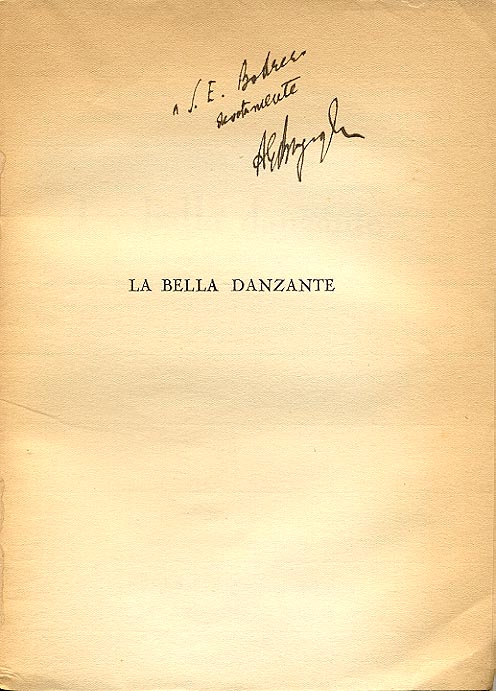 a S. E. Bodrero
devotamente
LA BELLA DANZANTE